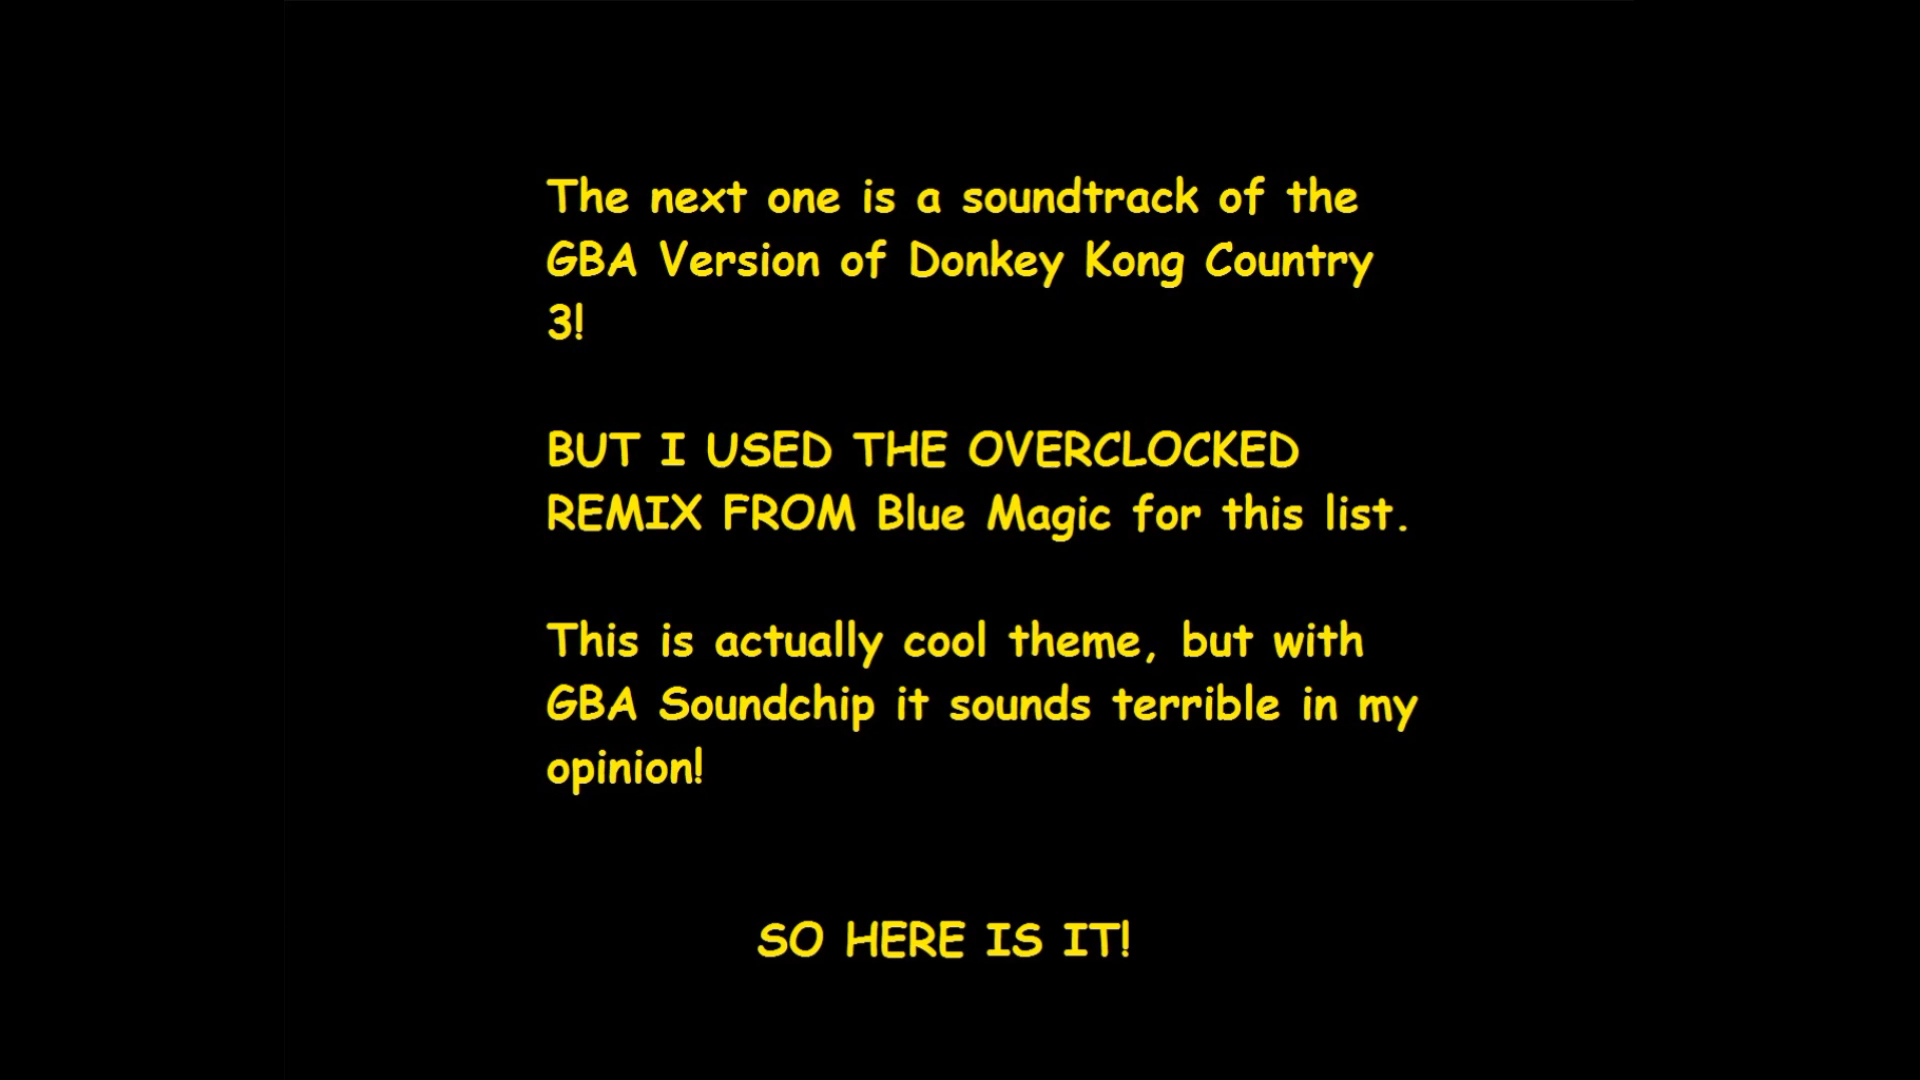 The next one is a soundtrack of the
GBA Version of Donkey Kong Country
3!
BUT I USED THE OVERCLOCKED
REMIX FROM Blue Magic for this list.
This is actually cool theme, but with
GBA Soundchip it sounds terrible in my
opinion!
SO HERE IS IT!